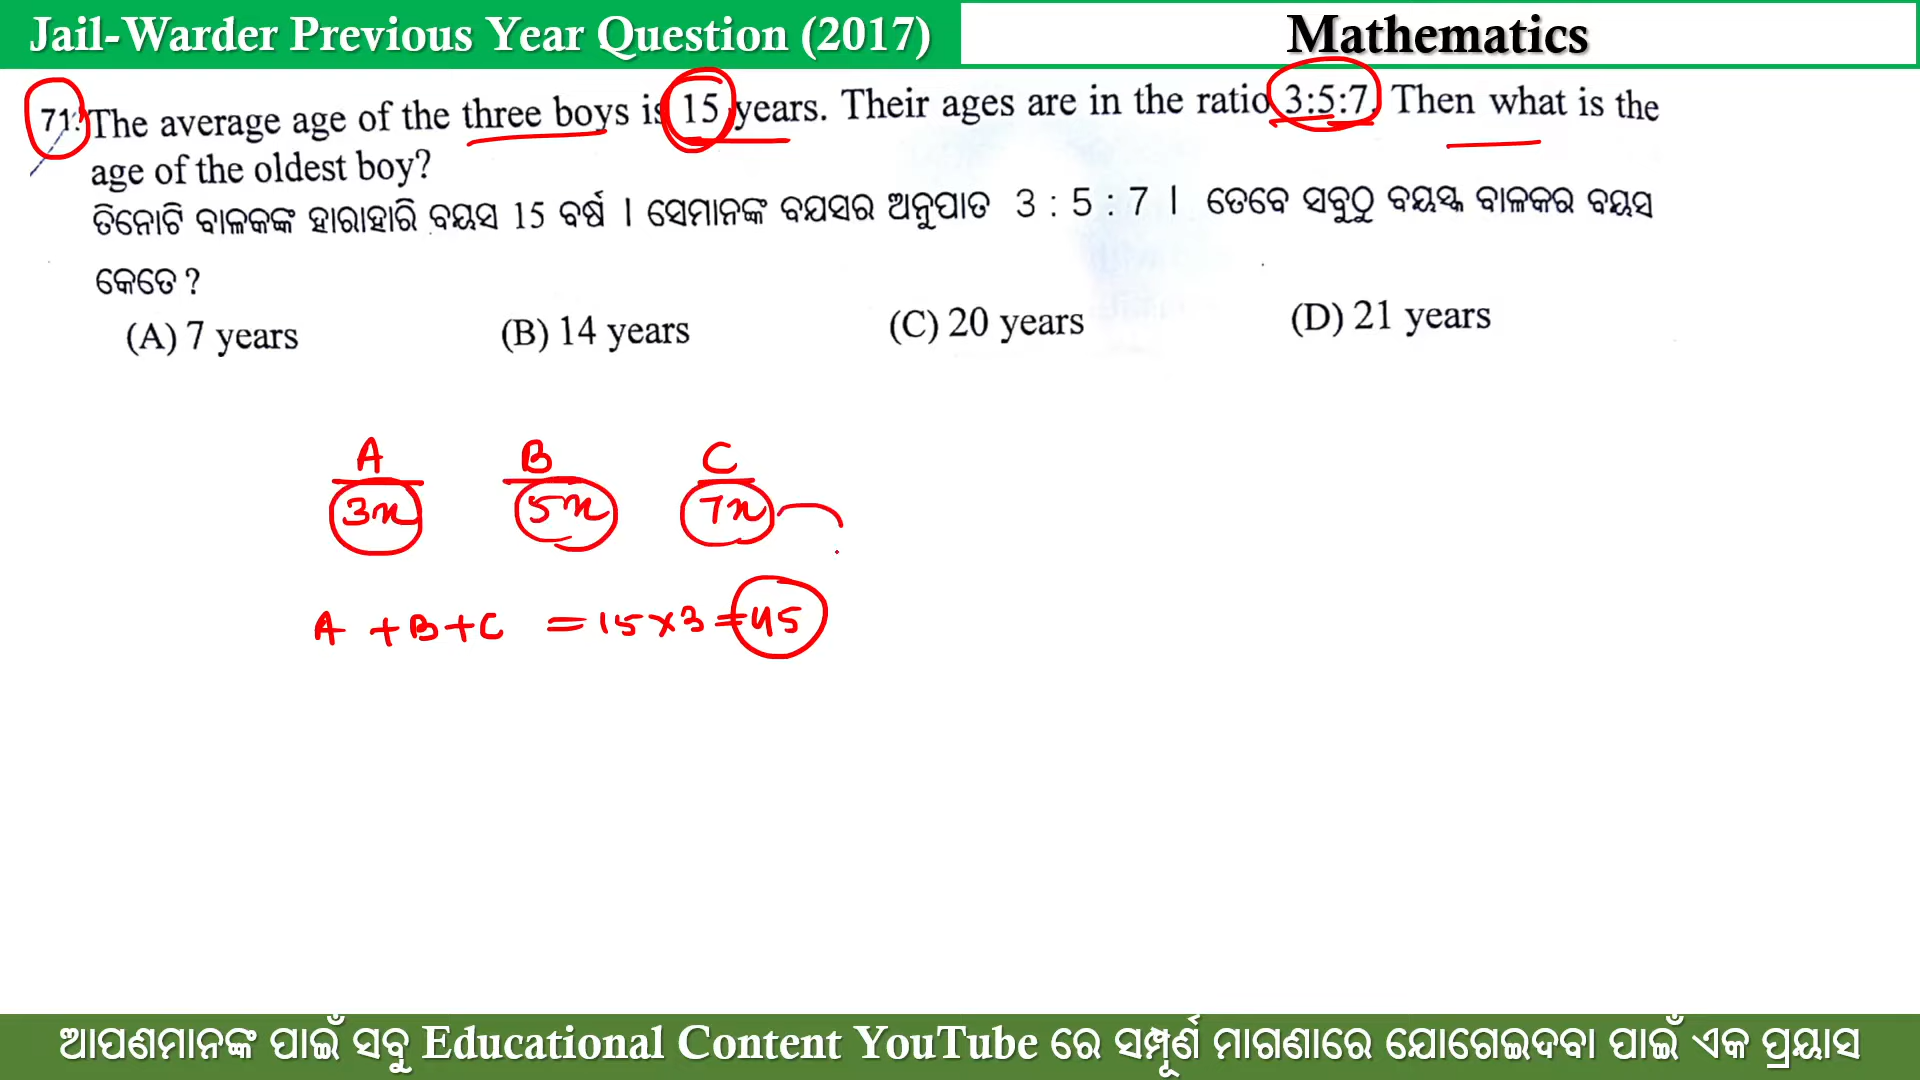 Jail-Warder Previous Year Question (2017)
Mathematics
71. The average age of the three boys is 15 years. Their ages are in the ratio 3:5:7. Then what is the
age of the oldest boy?
ତିନୋଟି ବାଳକଙ୍କ ହାରାହାରି ବୟସ 15 ବର୍ଷ । ସେମାନଙ୍କ ବଯସର ଅନୁପାତ 3 : 5 : 7 । ତେବେ ସବୁଠୁ ବୟସ୍କ ବାଳକର ବୟସ
କେତେ ?
(A) 7 years (B) 14 years (C) 20 years (D) 21 years
A B C
3x 5x 7x
A + B + C = 15 × 3 = 45
ଆପଣମାନଙ୍କ ପାଇଁ ସବୁ Educational Content YouTube ରେ ସମ୍ପୂର୍ଣ ମାଗଣାରେ ଯୋଗେଇଦବା ପାଇଁ ଏକ ପ୍ରୟାସ